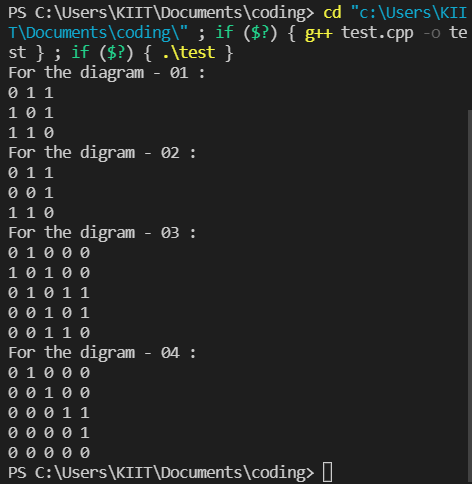 PS C:\Users\KIIT\Documents\coding> cd "c:\Users\KII
T\Documents\coding\" ; if ($?) { g++ test.cpp -o te
st } ; if ($?) { .\test }
For the diagram - 01 :
0 1 1
1 0 1
1 1 0
For the digram - 02 :
0 1 1
0 0 1
1 1 0
For the digram - 03 :
0 1 0 0 0
1 0 1 0 0
0 1 0 1 1
0 0 1 0 1
0 0 1 1 0
For the digram - 04 :
0 1 0 0 0
0 0 1 0 0
0 0 0 1 1
0 0 0 0 1
0 0 0 0 0
PS C:\Users\KIIT\Documents\coding>